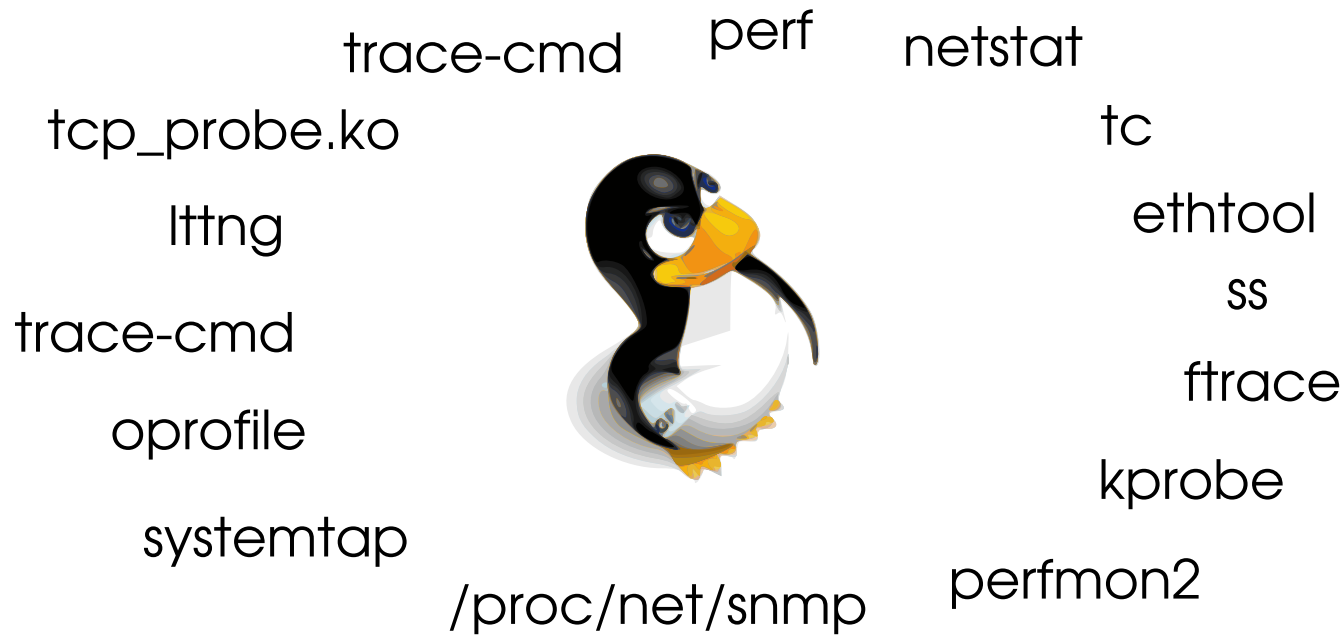 perf
trace-cmd
netstat
tcp_probe.ko
tc
lttng
ethtool
ss
trace-cmd
ftrace
oprofile
kprobe
systemtap
perfmon2
/proc/net/snmp